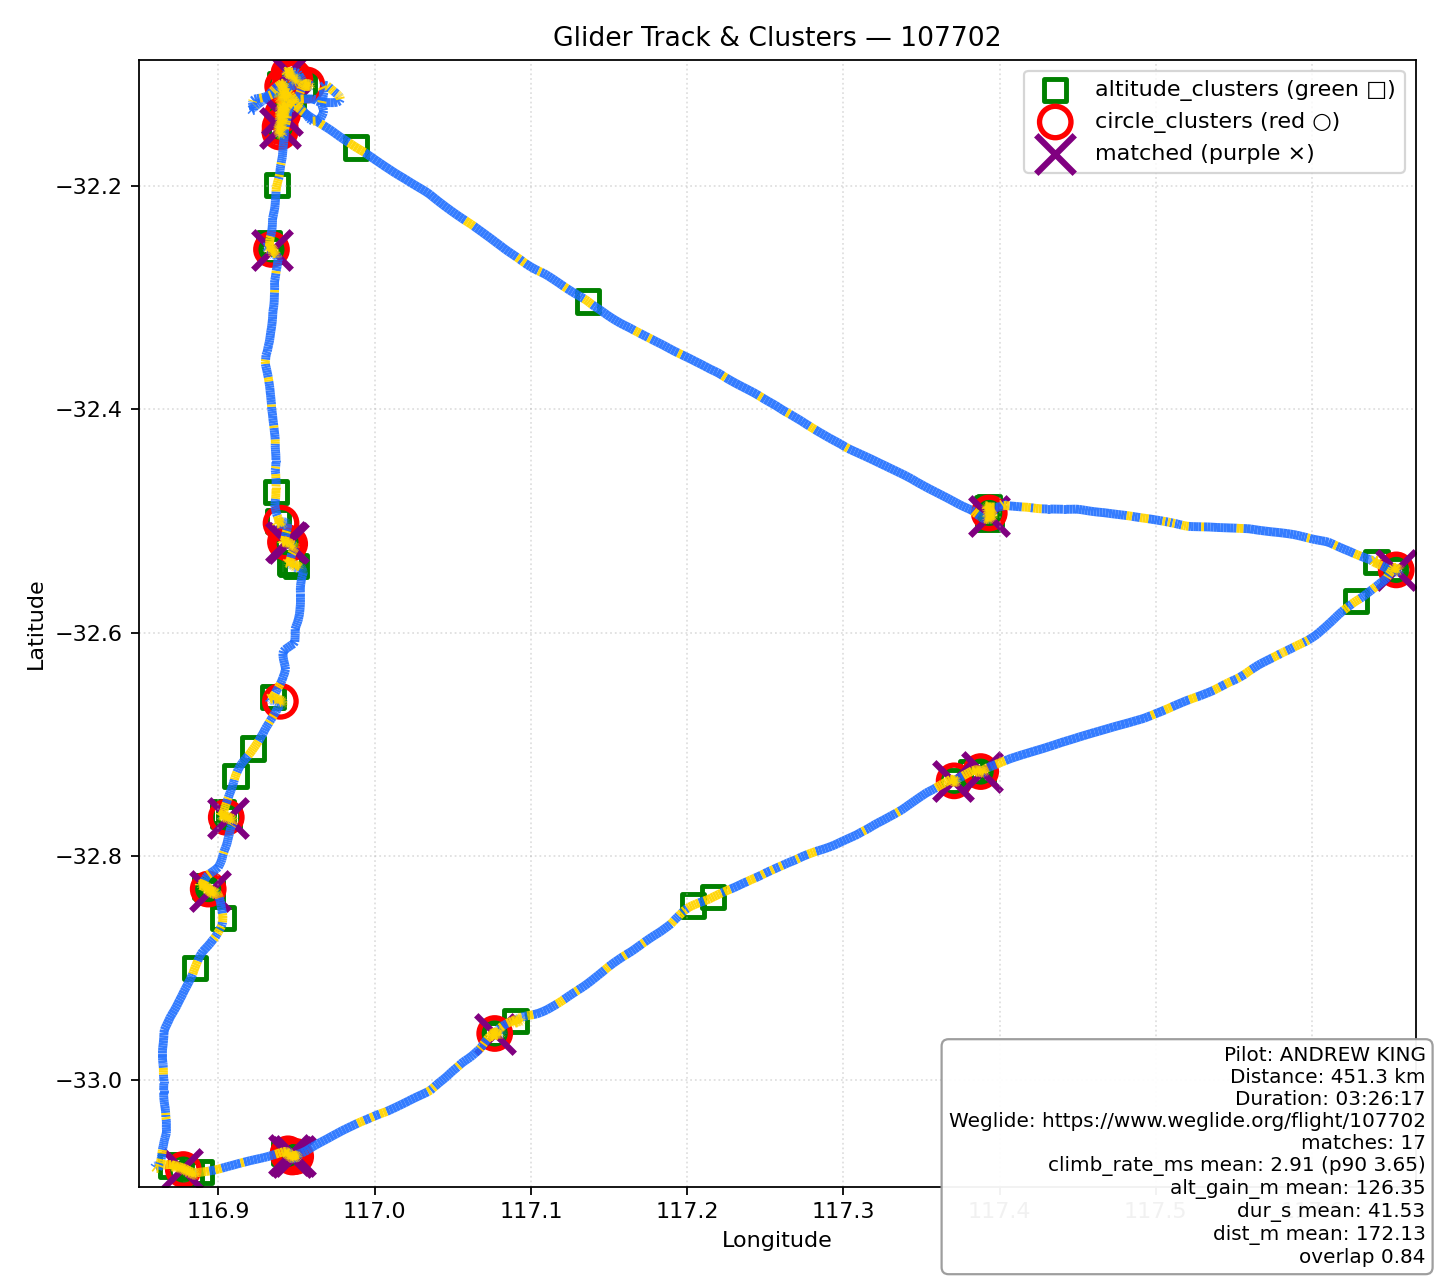 Glider Track & Clusters — 107702
altitude_clusters (green □)
circle_clusters (red ○)
matched (purple ×)
−32.2
−32.4
−32.6
−32.8
−33.0
Latitude
116.9
117.0
117.1
117.2
117.3
117.4
117.5
Longitude
Pilot: ANDREW KING
Distance: 451.3 km
Duration: 03:26:17
Weglide: https://www.weglide.org/flight/107702
matches: 17
climb_rate_ms mean: 2.91 (p90 3.65)
alt_gain_m mean: 126.35
dur_s mean: 41.53
dist_m mean: 172.13
overlap 0.84